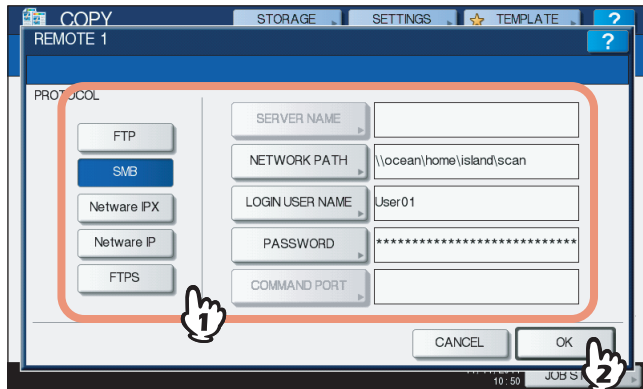 COPY
STORAGE
SETTINGS
TEMPLATE
?
REMOTE 1
?
PROTOCOL
FTP
SMB
Netware IPX
Netware IP
FTPS
SERVER NAME
NETWORK PATH
\\ocean\home\island\scan
LOGIN USER NAME
User01
PASSWORD
****************************
COMMAND PORT
1
CANCEL
OK
2
10:50
JOB ST